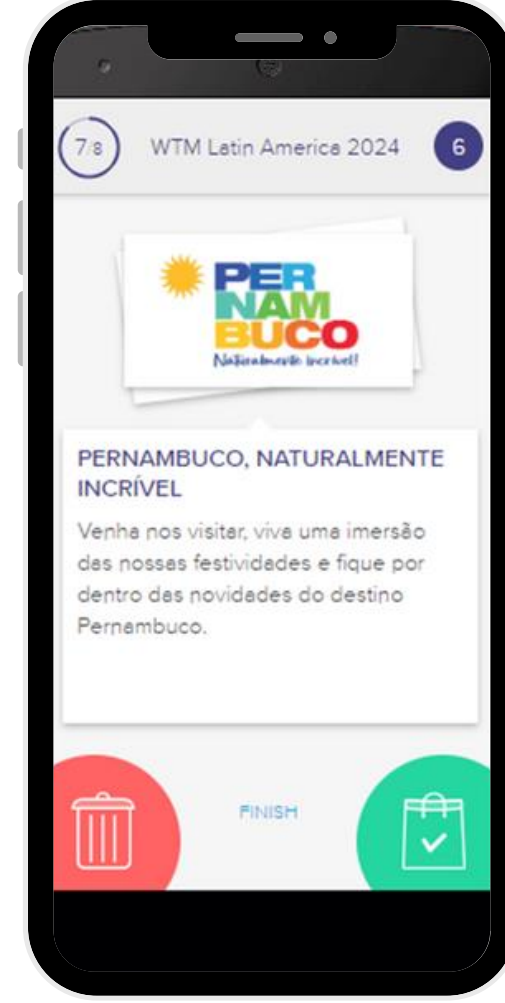 7/8
WTM Latin America 2024
6
PER
NAM
BUCO
Naturalmente incrível!
PERNAMBUCO, NATURALMENTE
INCRÍVEL
Venha nos visitar, viva uma imersão
das nossas festividades e fique por
dentro das novidades do destino
Pernambuco.
FINISH